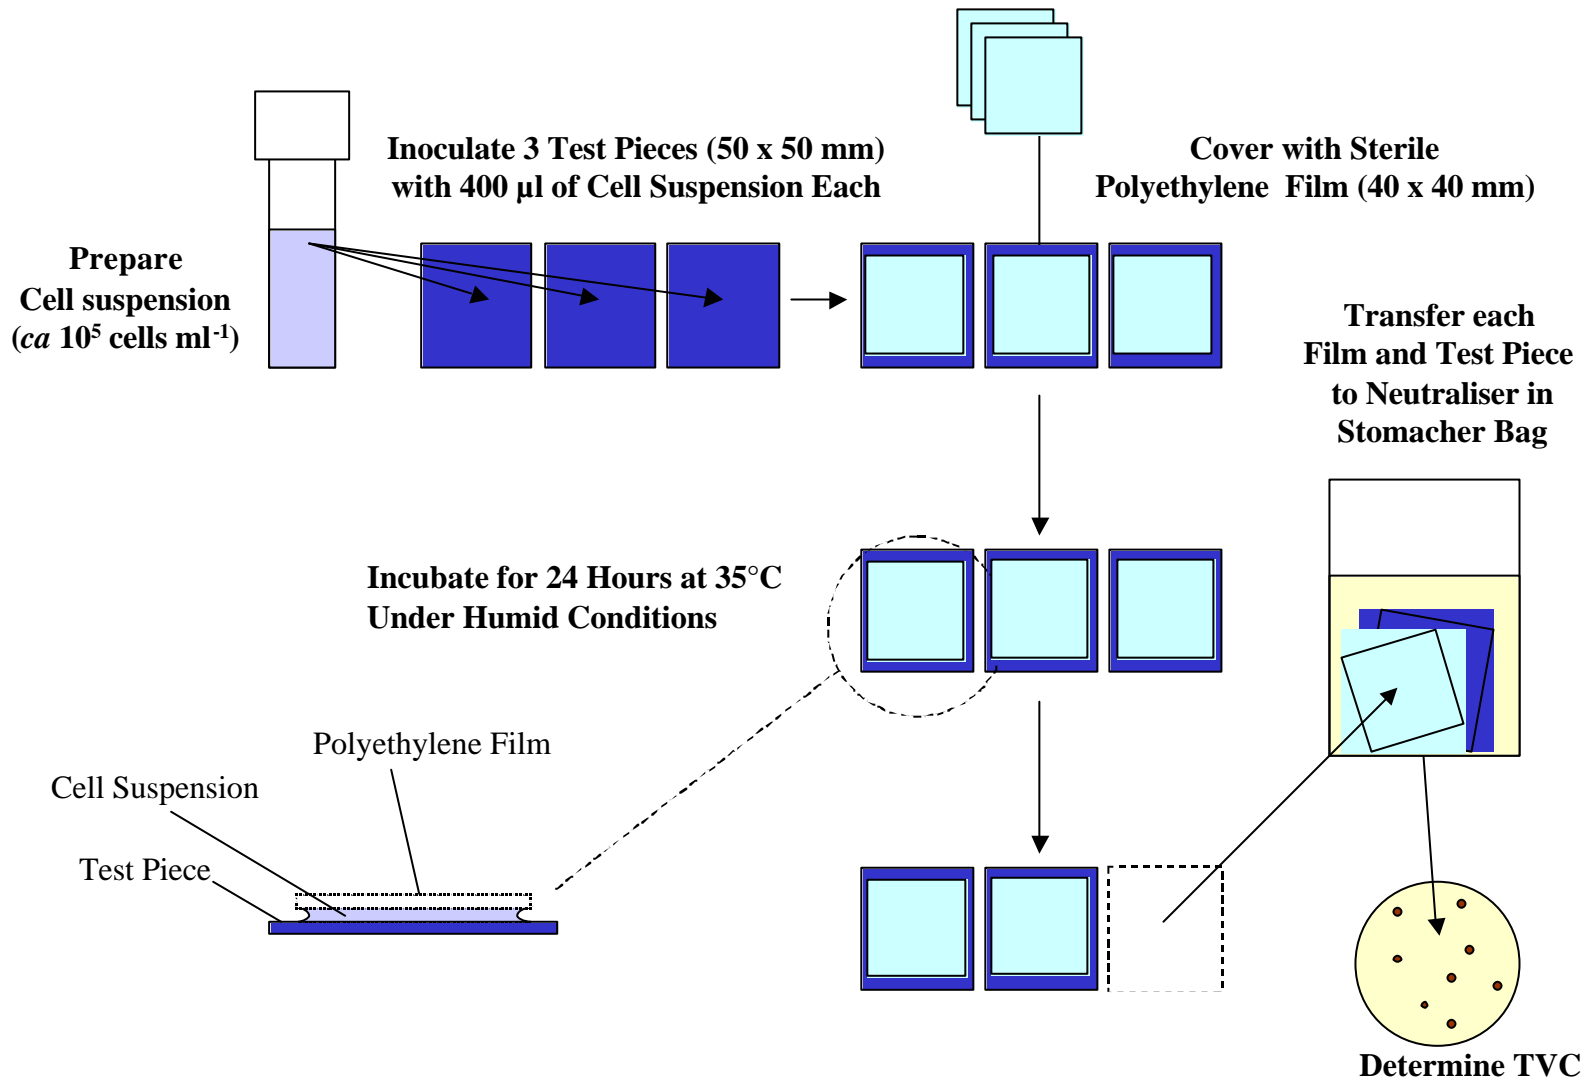 Inoculate 3 Test Pieces (50 x 50 mm)
with 400 µl of Cell Suspension Each
Cover with Sterile
Polyethylene Film (40 x 40 mm)
Prepare
Cell suspension
(ca 10⁵ cells ml⁻¹)
Transfer each
Film and Test Piece
to Neutraliser in
Stomacher Bag
Incubate for 24 Hours at 35°C
Under Humid Conditions
Polyethylene Film
Cell Suspension
Test Piece
Determine TVC